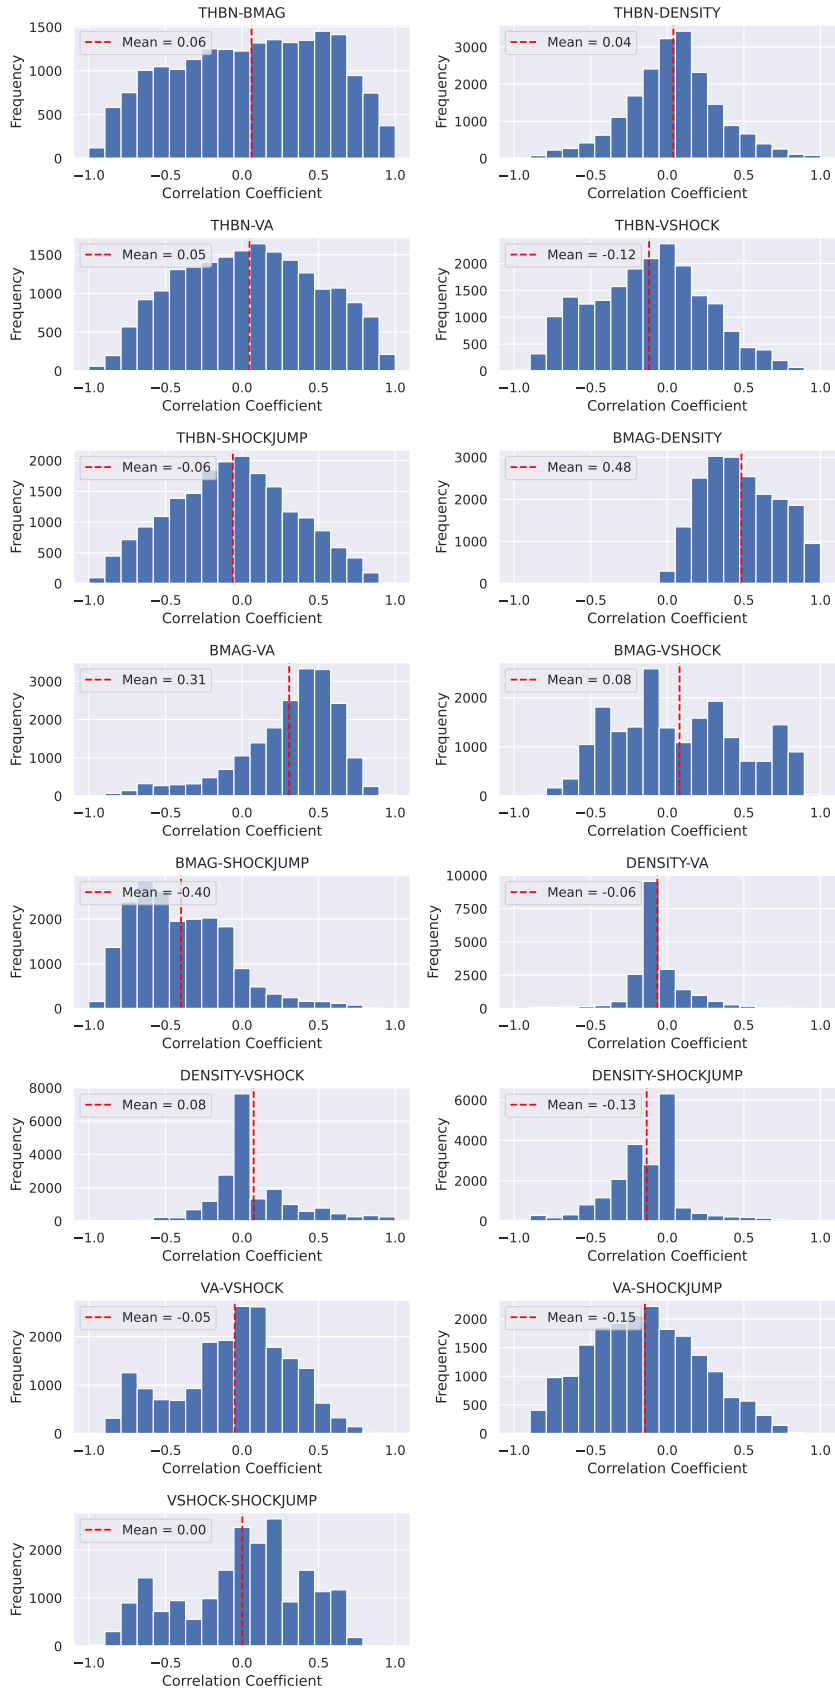 THBN-BMAG
Mean = 0.06
Frequency
1500
1000
500
0
−1.0 −0.5 0.0 0.5 1.0
Correlation Coefficient
THBN-DENSITY
Mean = 0.04
Frequency
3000
2000
1000
0
−1.0 −0.5 0.0 0.5 1.0
Correlation Coefficient
THBN-VA
Mean = 0.05
Frequency
1500
1000
500
0
−1.0 −0.5 0.0 0.5 1.0
Correlation Coefficient
THBN-VSHOCK
Mean = -0.12
Frequency
2000
1500
1000
500
0
−1.0 −0.5 0.0 0.5 1.0
Correlation Coefficient
THBN-SHOCKJUMP
Mean = -0.06
Frequency
2000
1500
1000
500
0
−1.0 −0.5 0.0 0.5 1.0
Correlation Coefficient
BMAG-DENSITY
Mean = 0.48
Frequency
3000
2000
1000
0
−1.0 −0.5 0.0 0.5 1.0
Correlation Coefficient
BMAG-VA
Mean = 0.31
Frequency
3000
2000
1000
0
−1.0 −0.5 0.0 0.5 1.0
Correlation Coefficient
BMAG-VSHOCK
Mean = 0.08
Frequency
2000
1000
0
−1.0 −0.5 0.0 0.5 1.0
Correlation Coefficient
BMAG-SHOCKJUMP
Mean = -0.40
Frequency
2000
1000
0
−1.0 −0.5 0.0 0.5 1.0
Correlation Coefficient
DENSITY-VA
Mean = -0.06
Frequency
10000
7500
5000
2500
0
−1.0 −0.5 0.0 0.5 1.0
Correlation Coefficient
DENSITY-VSHOCK
Mean = 0.08
Frequency
8000
6000
4000
2000
0
−1.0 −0.5 0.0 0.5 1.0
Correlation Coefficient
DENSITY-SHOCKJUMP
Mean = -0.13
Frequency
6000
4000
2000
0
−1.0 −0.5 0.0 0.5 1.0
Correlation Coefficient
VA-VSHOCK
Mean = -0.05
Frequency
2000
1000
0
−1.0 −0.5 0.0 0.5 1.0
Correlation Coefficient
VA-SHOCKJUMP
Mean = -0.15
Frequency
2000
1500
1000
500
0
−1.0 −0.5 0.0 0.5 1.0
Correlation Coefficient
VSHOCK-SHOCKJUMP
Mean = 0.00
Frequency
2000
1000
0
−1.0 −0.5 0.0 0.5 1.0
Correlation Coefficient